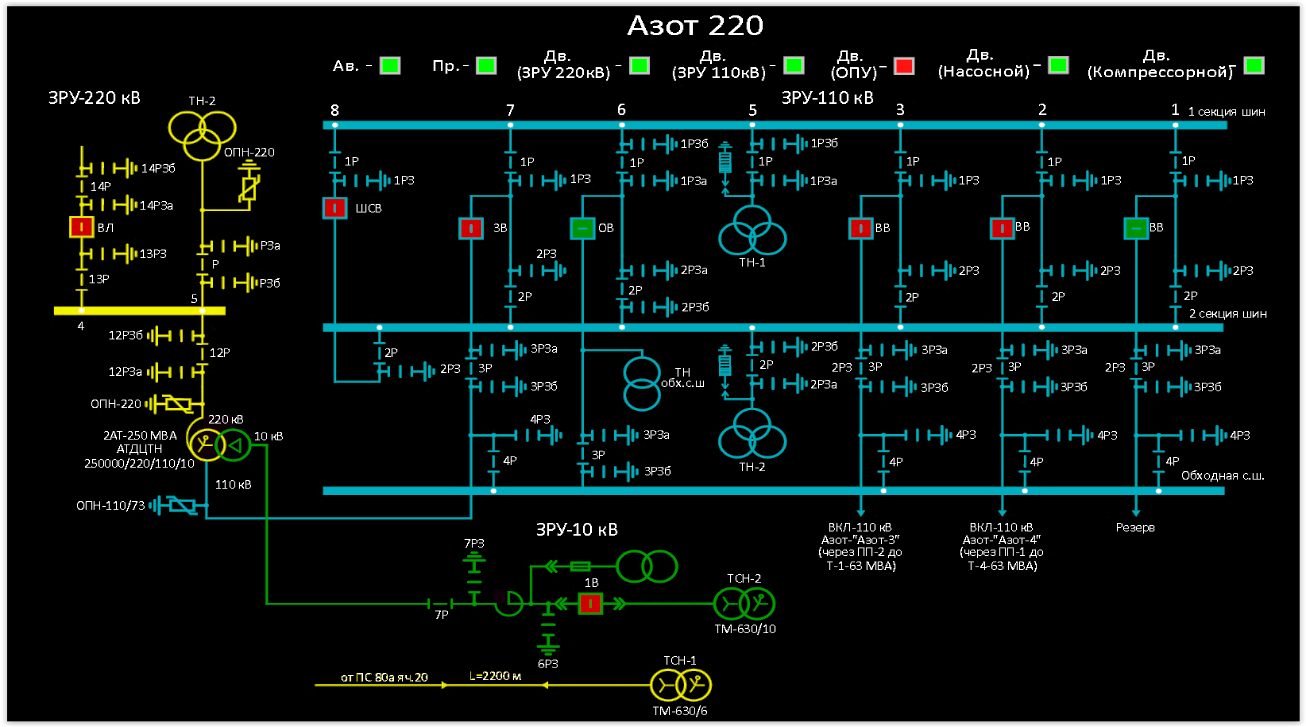 Азот 220
Ав. –
Пр.–
Дв.
(ЗРУ 220кВ) –
Дв.
(ЗРУ 110кВ) –
Дв.
(ОПУ)–
Дв.
(Насосной) –
Дв.
(Компрессорной)–
ЗРУ-220 кВ
ТН-2
ОПН-220
14РЗб
14Р
14РЗа
ВЛ
13РЗ
13Р
РЗа
Р
РЗб
4
5
12РЗб
12Р
12РЗа
ОПН-220
220 кВ
10 кВ
2АТ-250 МВА
АТДЦТН
250000/220/110/10
110 кВ
ОПН-110/73
ЗРУ-110 кВ
8
7
6
5
3
2
1
1 секция шин
1Р
1РЗ
ШСВ
1Р
1РЗ
ЗВ
2РЗ
2Р
1РЗб
1Р
1РЗа
ОВ
2РЗа
2Р
2РЗб
1РЗб
1Р
1РЗа
ТН-1
1Р
1РЗ
ВВ
2РЗ
2Р
1Р
1РЗ
ВВ
2РЗ
2Р
1Р
1РЗ
ВВ
2РЗ
2Р
2 секция шин
2Р
2РЗ
3РЗа
3Р
3РЗб
4РЗ
4Р
ТН
обх.с.ш
3РЗа
3Р
3РЗб
2РЗб
2Р
2РЗа
ТН-2
3РЗа
2РЗ
3Р
3РЗб
4РЗ
4Р
3РЗа
2РЗ
3Р
3РЗб
4РЗ
4Р
3РЗа
2РЗ
3Р
3РЗб
4РЗ
4Р
Обходная с.ш.
ВКЛ-110 кВ
Азот-"Азот-3"
(через ПП-2 до
Т-1-63 МВА)
ВКЛ-110 кВ
Азот-"Азот-4"
(через ПП-1 до
Т-4-63 МВА)
Резерв
ЗРУ-10 кВ
7РЗ
7Р
1В
6РЗ
ТСН-2
ТМ-630/10
от ПС 80а яч.20
L=2200 м
ТСН-1
ТМ-630/6